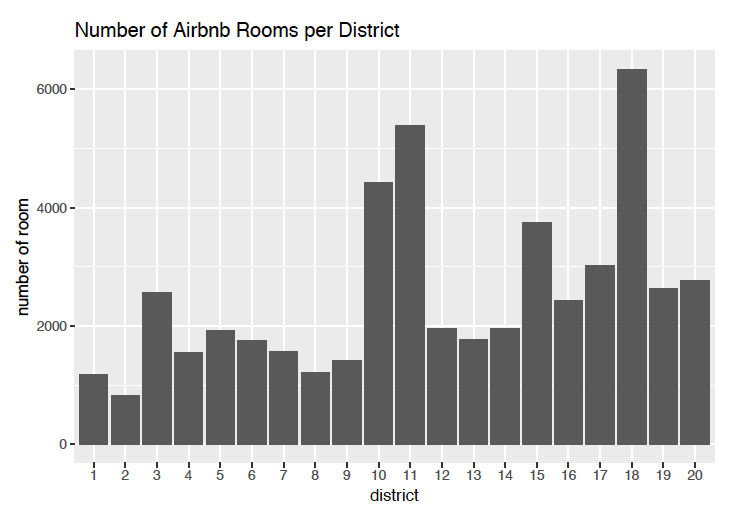 Number of Airbnb Rooms per District
6000
4000
2000
0
number of room
1 2 3 4 5 6 7 8 9 10 11 12 13 14 15 16 17 18 19 20
district